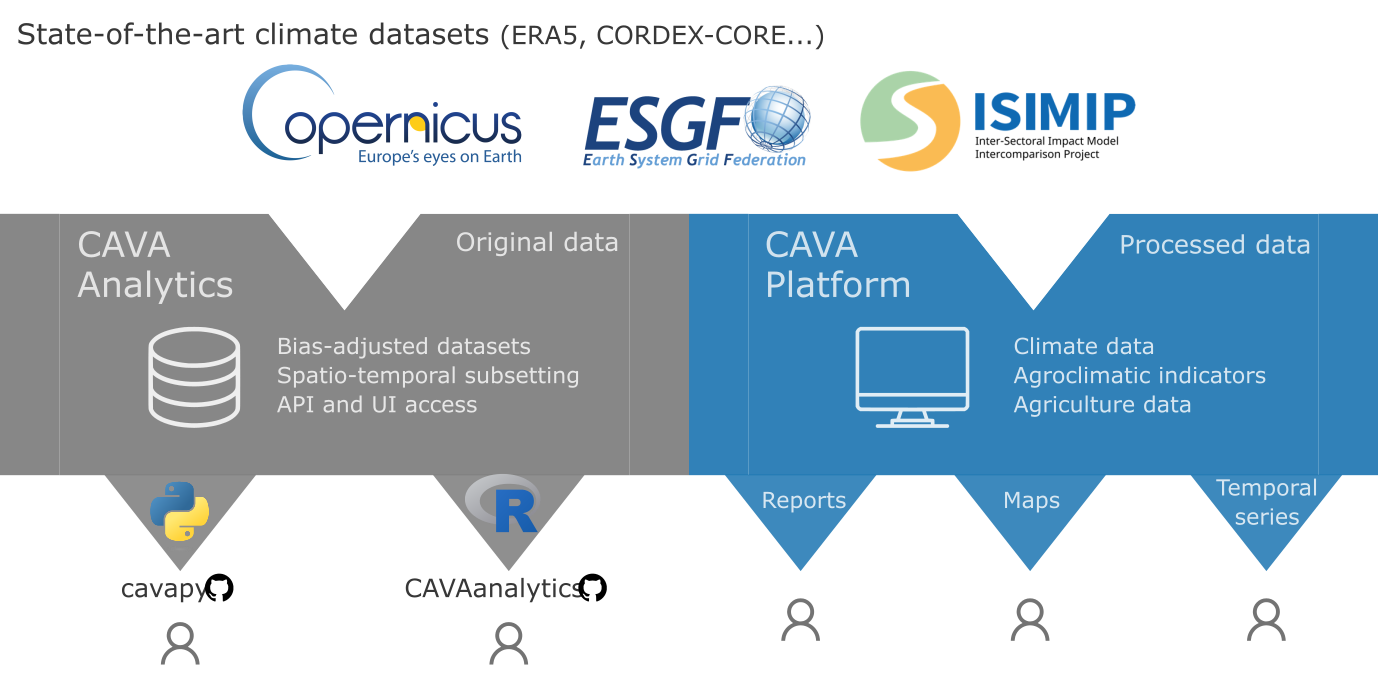 State-of-the-art climate datasets (ERA5, CORDEX-CORE...)
Copernicus
Europe's eyes on Earth
ESGF
Earth System Grid Federation
ISIMIP
Inter-Sectoral Impact Model
Intercomparison Project
CAVA
Analytics
Original data
Bias-adjusted datasets
Spatio-temporal subsetting
API and UI access
CAVA
Platform
Processed data
Climate data
Agroclimatic indicators
Agriculture data
R
cavapy
CAVAanalytics
Reports
Maps
Temporal
series